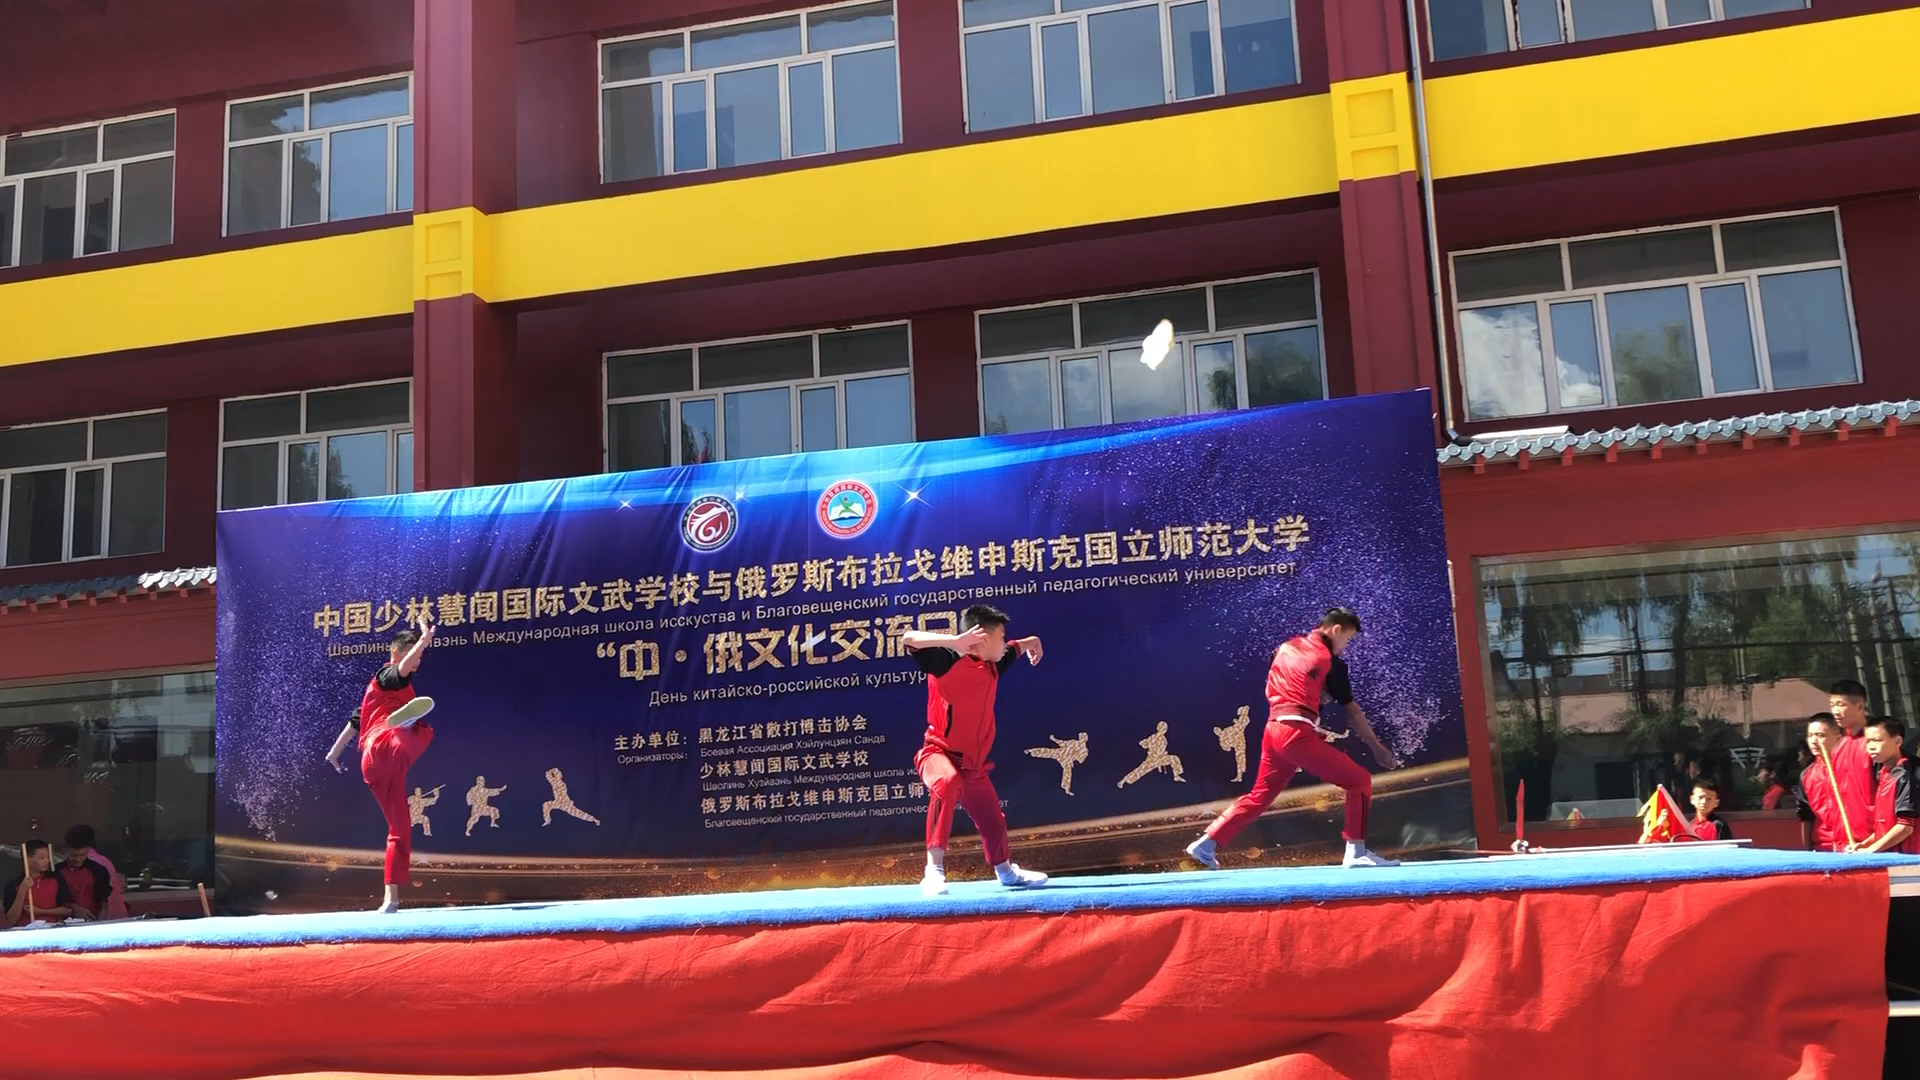 中国少林慧闻国际文武学校与俄罗斯布拉戈维申斯克国立师范大学
Шаолинь Международная школа исскуства и Благовещенский государственный педагогический университет
“中·俄文化交流
День китайско-российской культур
主办单位：黑龙江省散打博击协会
Организаторы: Боевая Ассоциация Хэйлунцзян Санда
少林慧闻国际文武学校
Шаолинь Хуэйвэнь Международная школа
俄罗斯布拉戈维申斯克国立师
Благовещенский государственный педагогичес